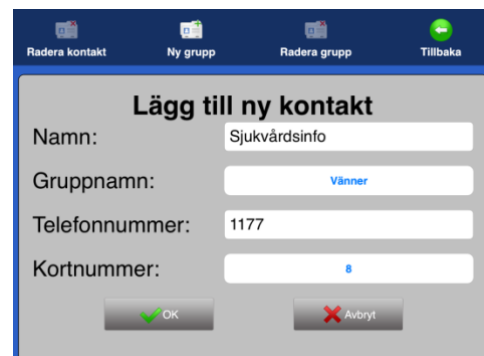 Radera kontakt Ny grupp Radera grupp Tillbaka
Lägg till ny kontakt
Namn: Sjukvårdsinfo
Gruppnamn: Vänner
Telefonnummer: 1177
Kortnummer: 8
OK Avbryt